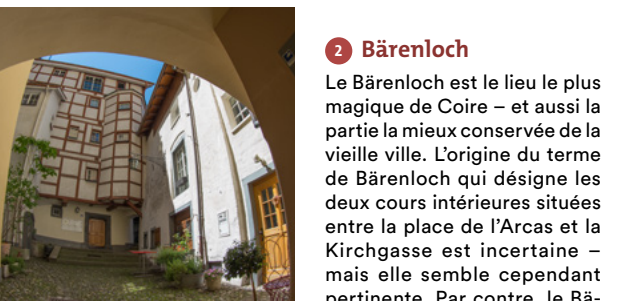 2 Bärenloch
Le Bärenloch est le lieu le plus
magique de Coire – et aussi la
partie la mieux conservée de la
vieille ville. L’origine du terme
de Bärenloch qui désigne les
deux cours intérieures situées
entre la place de l’Arcas et la
Kirchgasse est incertaine –
mais elle semble cependant
pertinente. Par contre, le Bä-